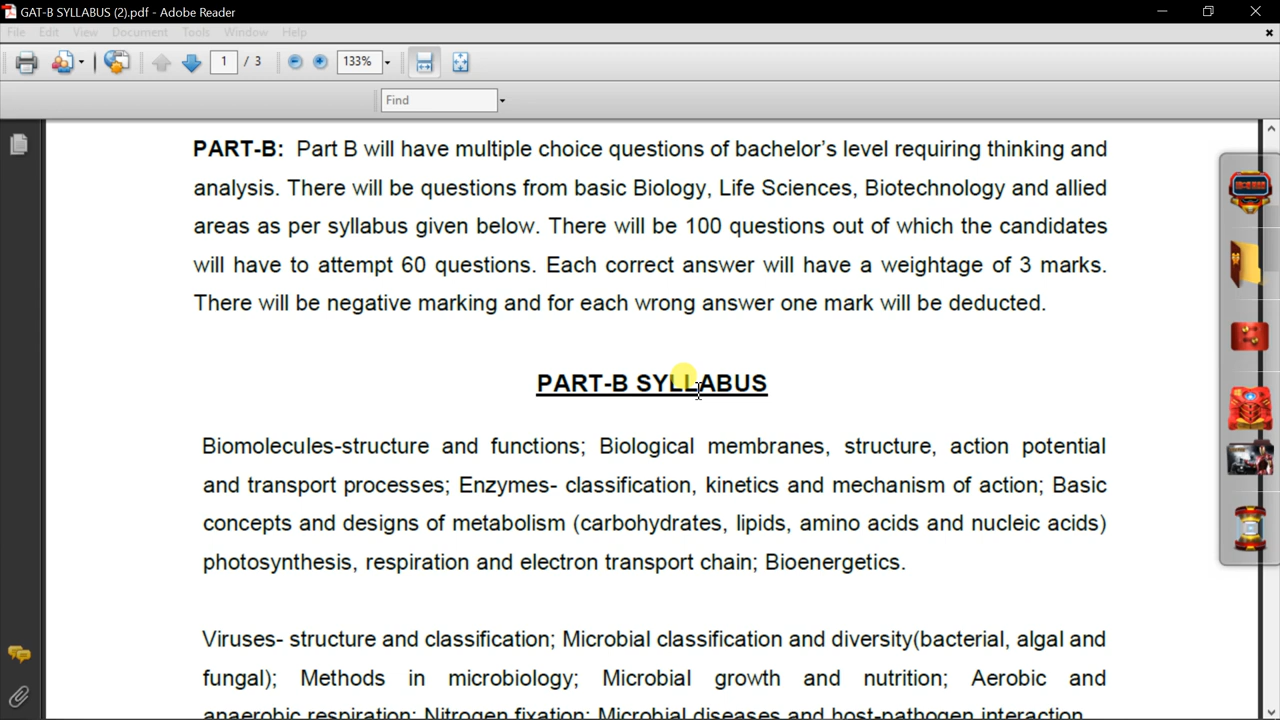 GAT-B SYLLABUS (2).pdf - Adobe Reader
File Edit View Document Tools Window Help
1 / 3 133%
Find
PART-B: Part B will have multiple choice questions of bachelor's level requiring thinking and
analysis. There will be questions from basic Biology, Life Sciences, Biotechnology and allied
areas as per syllabus given below. There will be 100 questions out of which the candidates
will have to attempt 60 questions. Each correct answer will have a weightage of 3 marks.
There will be negative marking and for each wrong answer one mark will be deducted.
PART-B SYLLABUS
Biomolecules-structure and functions; Biological membranes, structure, action potential
and transport processes; Enzymes- classification, kinetics and mechanism of action; Basic
concepts and designs of metabolism (carbohydrates, lipids, amino acids and nucleic acids)
photosynthesis, respiration and electron transport chain; Bioenergetics.
Viruses- structure and classification; Microbial classification and diversity(bacterial, algal and
fungal); Methods in microbiology; Microbial growth and nutrition; Aerobic and
anaerobic respiration; Nitrogen fixation; Microbial diseases and host-pathogen interaction